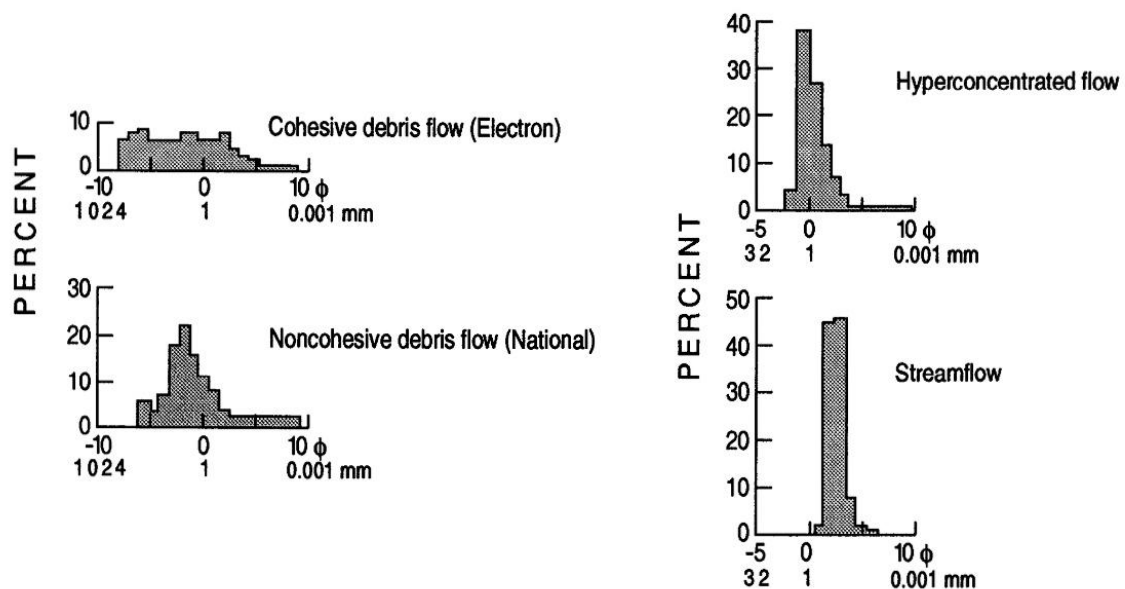 PERCENT
10
0
Cohesive debris flow (Electron)
-10 0 10 ϕ
1024 1 0.001 mm
30
20
10
0
Noncohesive debris flow (National)
-10 0 10 ϕ
1024 1 0.001 mm
PERCENT
40
30
20
10
0
Hyperconcentrated flow
-5 0 10 ϕ
32 1 0.001 mm
50
40
30
20
10
0
Streamflow
-5 0 10 ϕ
32 1 0.001 mm